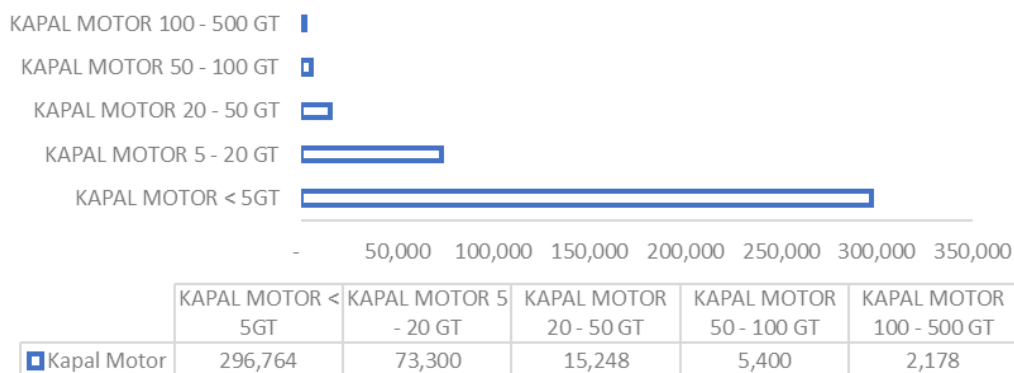 KAPAL MOTOR 100 - 500 GT
KAPAL MOTOR 50 - 100 GT
KAPAL MOTOR 20 - 50 GT
KAPAL MOTOR 5 - 20 GT
KAPAL MOTOR < 5GT
- 50,000 100,000 150,000 200,000 250,000 300,000 350,000
KAPAL MOTOR < KAPAL MOTOR 5 KAPAL MOTOR KAPAL MOTOR KAPAL MOTOR
5GT - 20 GT 20 - 50 GT 50 - 100 GT 100 - 500 GT
Kapal Motor 296,764 73,300 15,248 5,400 2,178